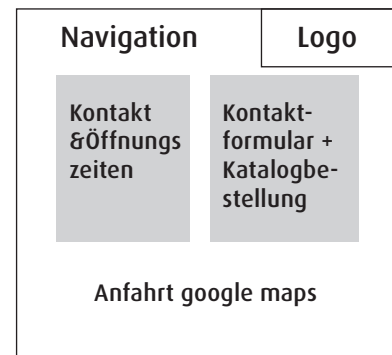 Navigation
Logo
Kontakt
&Öffnungs
zeiten
Kontakt-
formular +
Katalogbe-
stellung
Anfahrt google maps